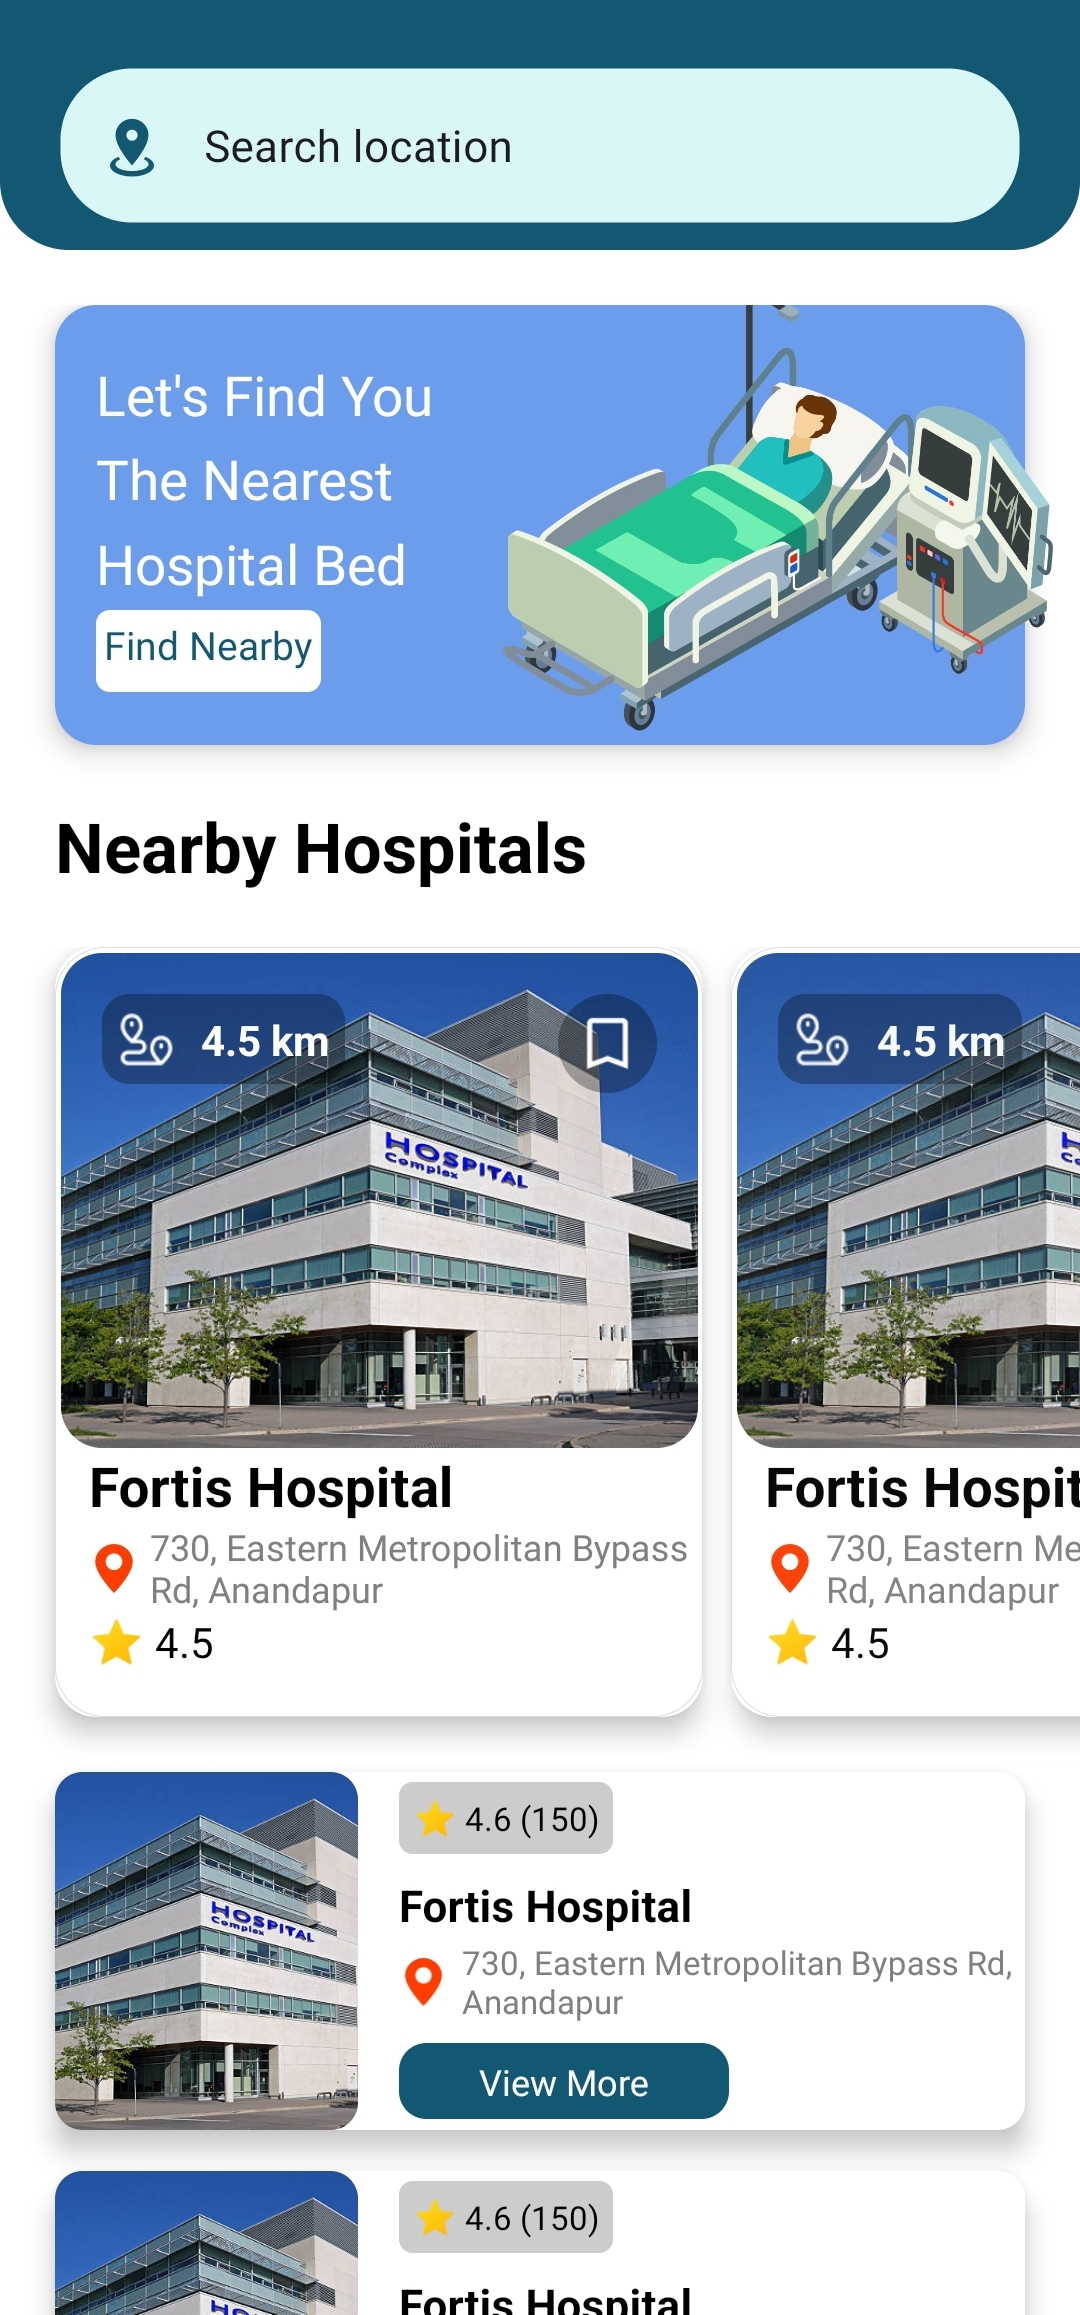 Search location
Let's Find You
The Nearest
Hospital Bed
Find Nearby
Nearby Hospitals
4.5 km
HOSPITAL
Complex
Fortis Hospital
730, Eastern Metropolitan Bypass
Rd, Anandapur
4.5
4.5 km
Fortis Hospit
730, Eastern Me
Rd, Anandapur
4.5
HOSPITAL
Complex
4.6 (150)
Fortis Hospital
730, Eastern Metropolitan Bypass Rd,
Anandapur
View More
4.6 (150)
Fortis Hospital